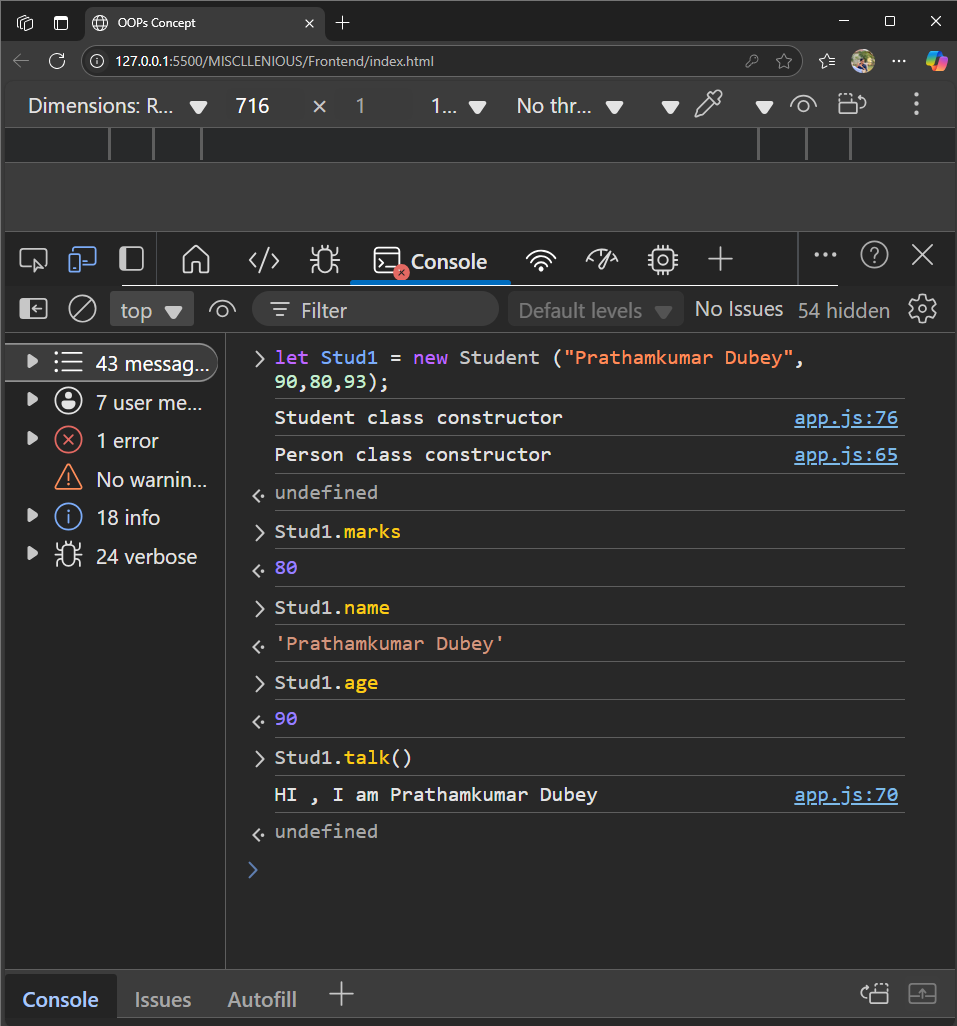 OOPs Concept
127.0.0.1:5500/MISCLLENIOUS/Frontend/index.html
Dimensions: R... 716 × 1 1... No thr...
Console
top Filter Default levels No Issues 54 hidden
43 messag...
7 user me...
1 error
No warnin...
18 info
24 verbose
let Stud1 = new Student ("Prathamkumar Dubey",
90,80,93);
Student class constructor app.js:76
Person class constructor app.js:65
undefined
Stud1.marks
80
Stud1.name
'Prathamkumar Dubey'
Stud1.age
90
Stud1.talk()
HI , I am Prathamkumar Dubey app.js:70
undefined
Console Issues Autofill